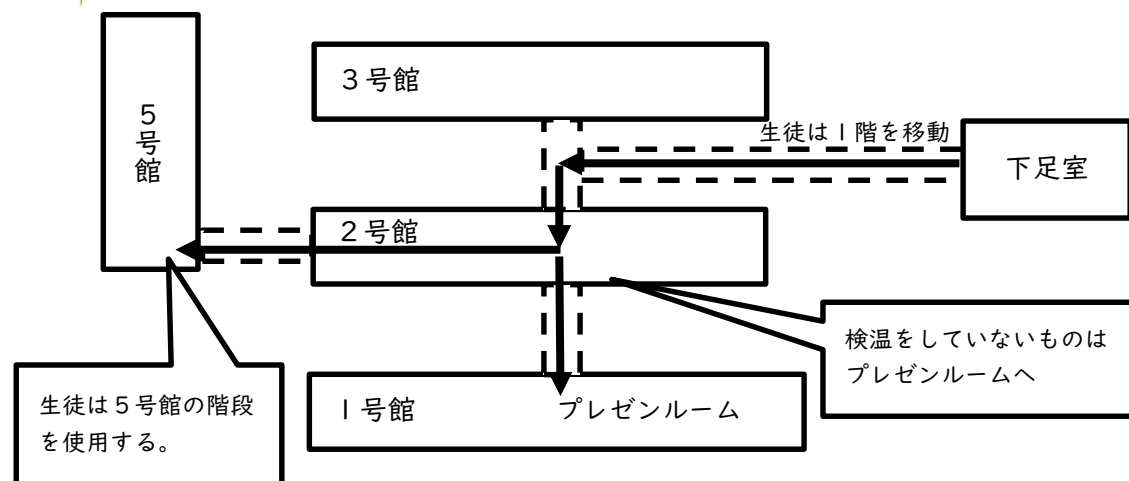 5号館
3号館
生徒は1階を移動
下足室
2号館
検温をしていないものは
プレゼンルームへ
1号館
プレゼンルーム
生徒は5号館の階段
を使用する。